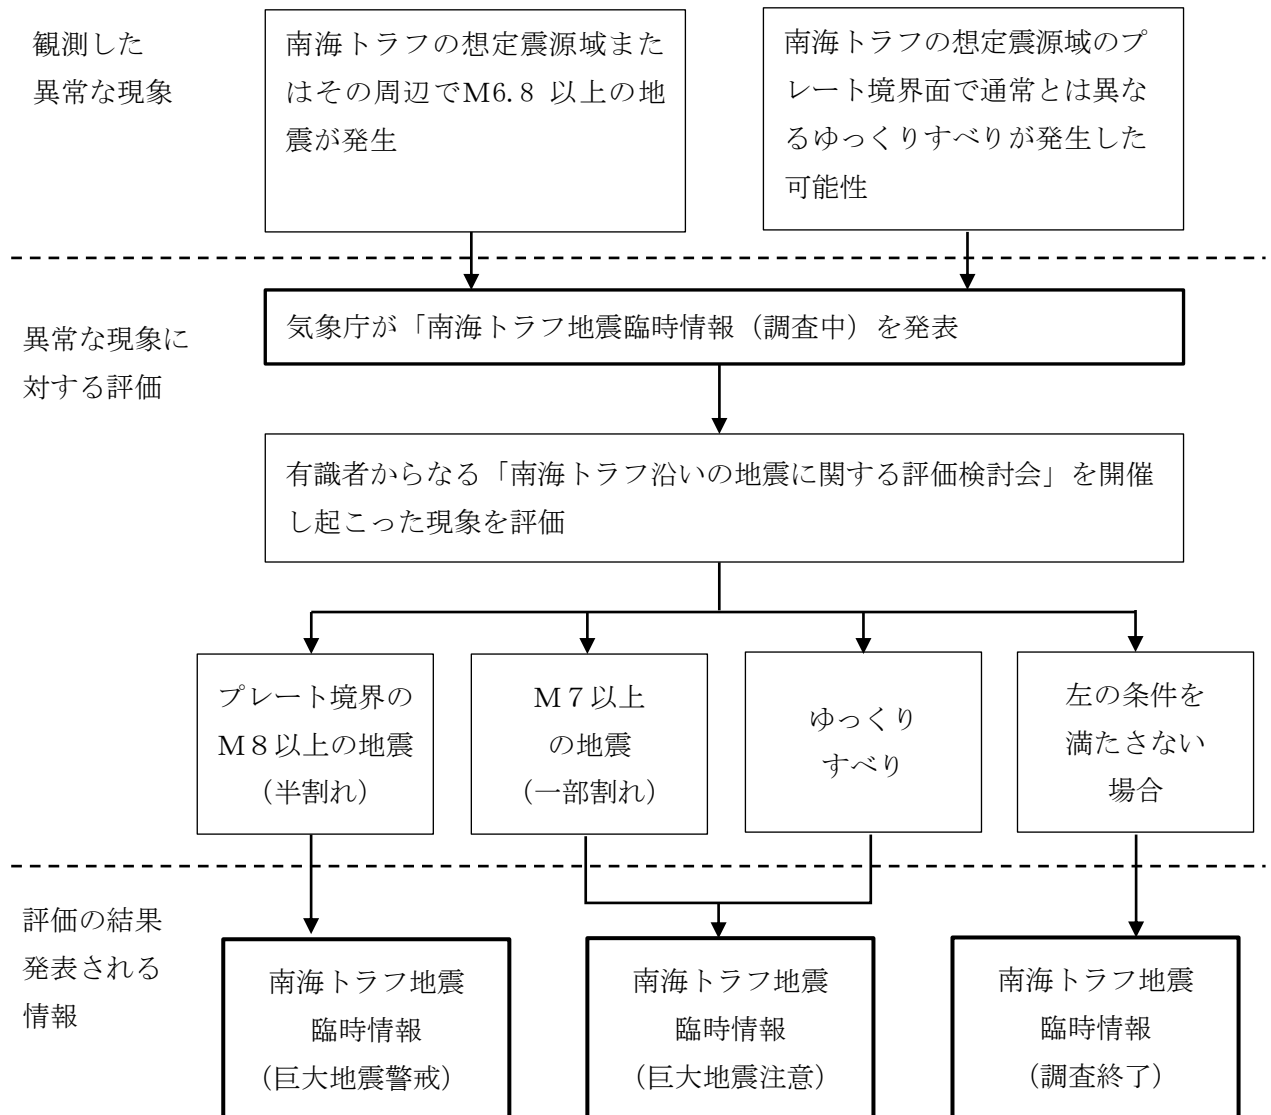 観測した
異常な現象
南海トラフの想定震源域また
はその周辺でM6.8 以上の地
震が発生
南海トラフの想定震源域のプ
レート境界面で通常とは異な
るゆっくりすべりが発生した
可能性
異常な現象に
対する評価
気象庁が「南海トラフ地震臨時情報（調査中）を発表
有識者からなる「南海トラフ沿いの地震に関する評価検討会」を開催
し起こった現象を評価
プレート境界の
Ｍ８以上の地震
（半割れ）
Ｍ７以上
の地震
（一部割れ）
ゆっくり
すべり
左の条件を
満たさない
場合
評価の結果
発表される
情報
南海トラフ地震
臨時情報
（巨大地震警戒）
南海トラフ地震
臨時情報
（巨大地震注意）
南海トラフ地震
臨時情報
（調査終了）